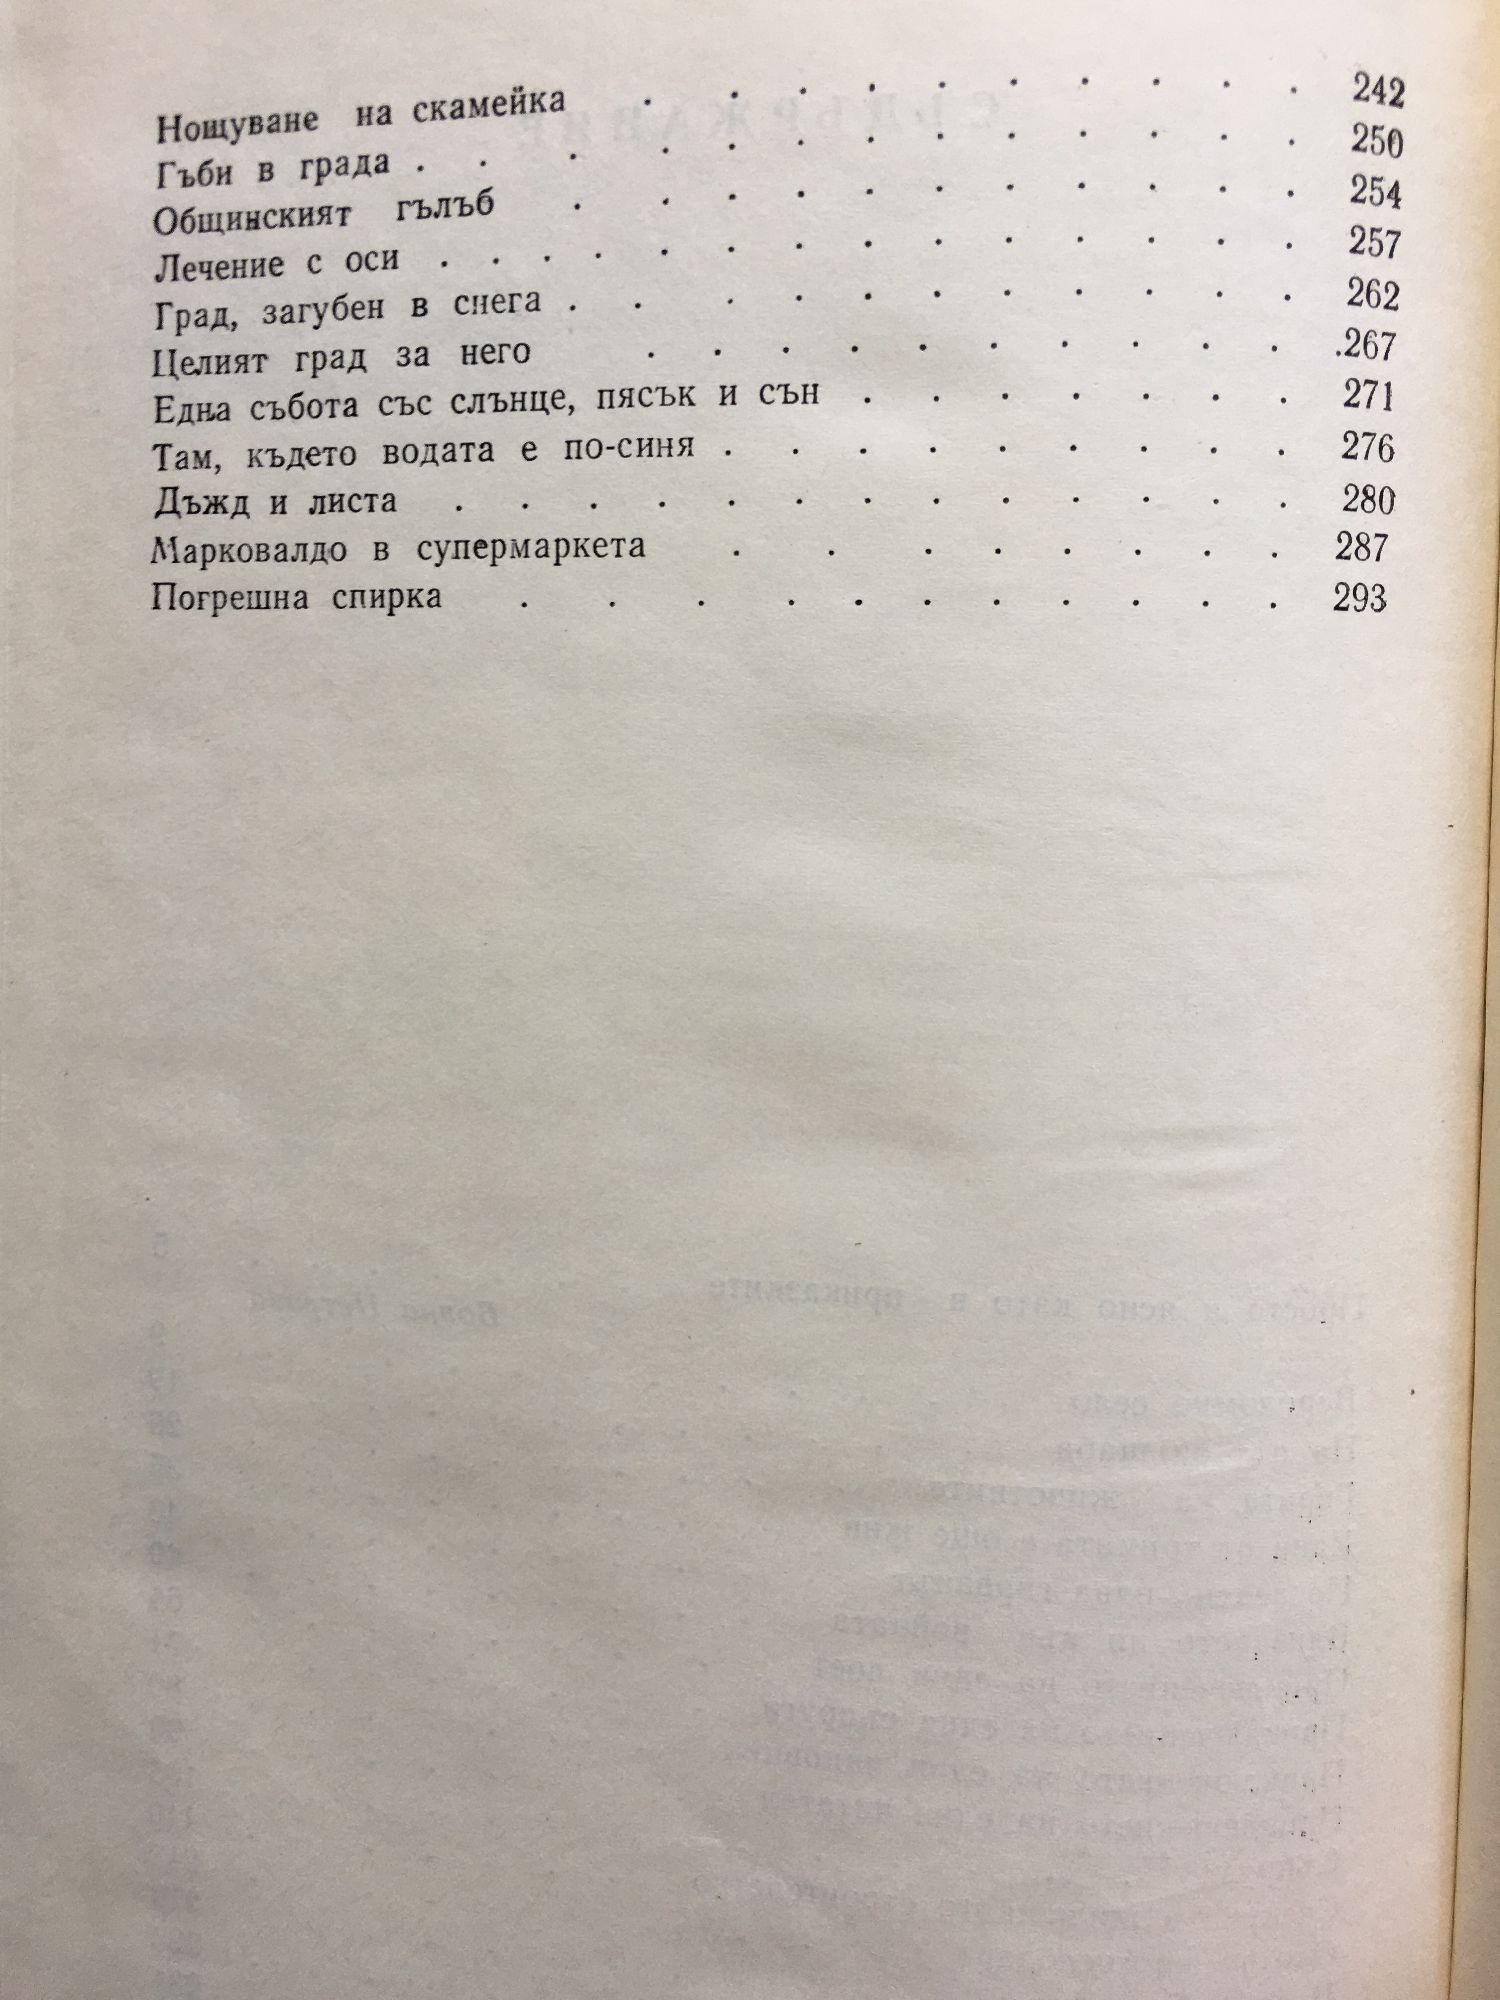 Нощуване на скамейка . . . . . . . . . . 242
Гъби в града . . . . . . . . . . . . . 250
Общинският гълъб . . . . . . . . . . . 254
Лечение с оси . . . . . . . . . . . . . 257
Град, загубен в снега . . . . . . . . . . . 262
Целият град за него . . . . . . . . . . .267
Една събота със слънце, пясък и сън . . . . . . . 271
Там, където водата е по-синя . . . . . . . . . 276
Дъжд и листа . . . . . . . . . . . . . 280
Марковалдо в супермаркета . . . . . . . . 287
Погрешна спирка . . . . . . . . . . . 293